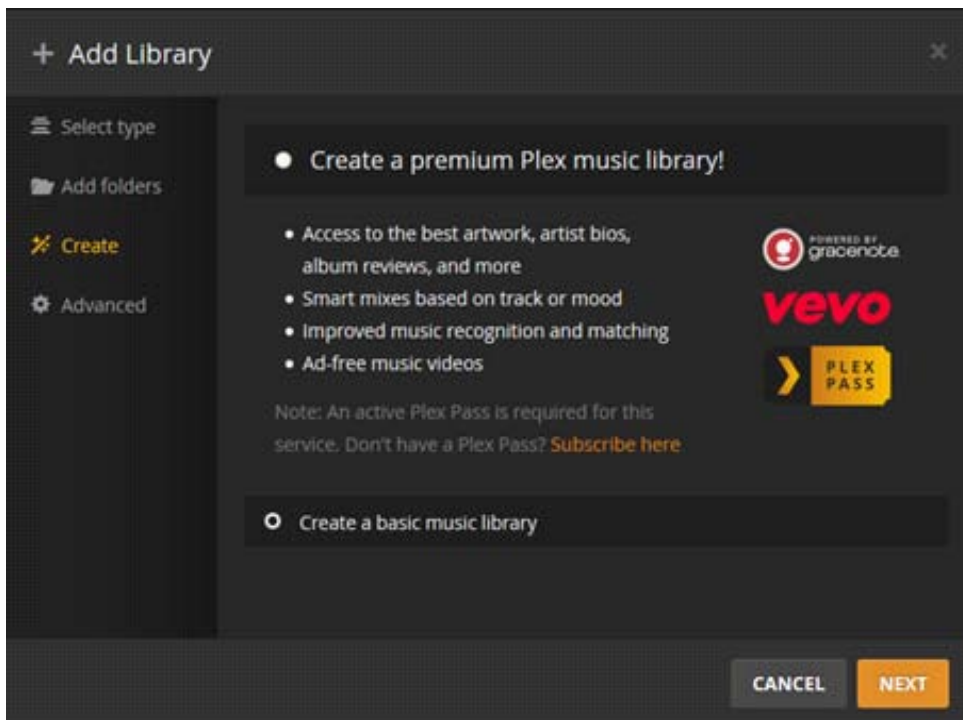 + Add Library
×
Select type
Add folders
Create
Advanced
Create a premium Plex music library!
• Access to the best artwork, artist bios,
album reviews, and more
• Smart mixes based on track or mood
• Improved music recognition and matching
• Ad-free music videos
POWERED BY
gracenote
vevo
PLEX
PASS
Note: An active Plex Pass is required for this
service. Don't have a Plex Pass? Subscribe here
Create a basic music library
CANCEL
NEXT